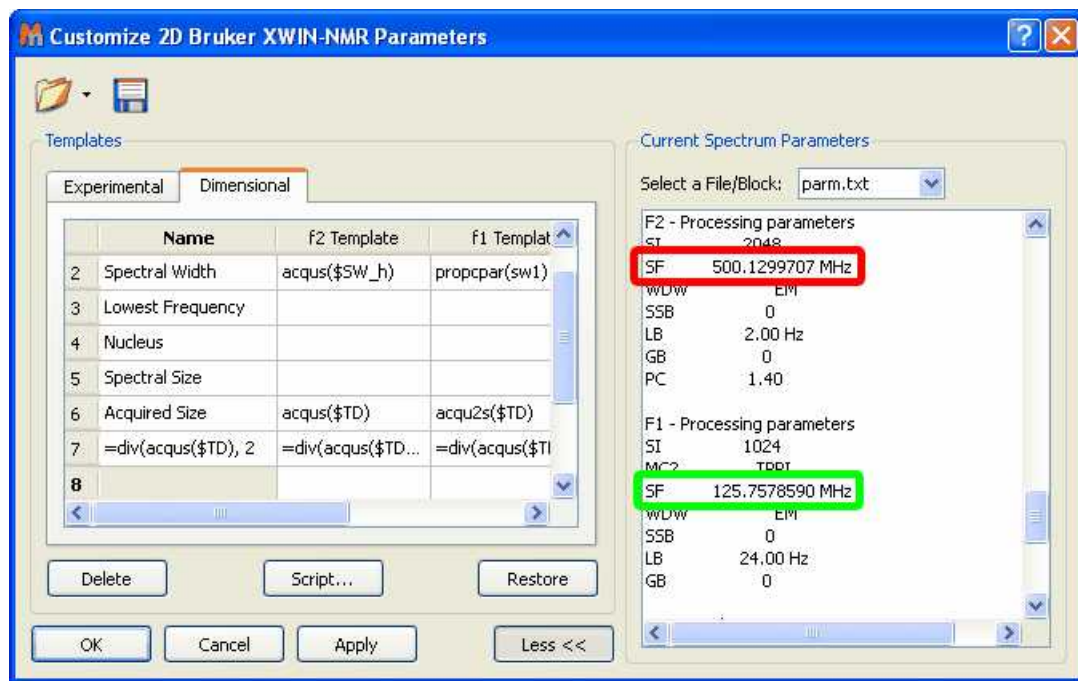 Customize 2D Bruker XWIN-NMR Parameters
Templates
Experimental Dimensional
Name f2 Template f1 Templat
2 Spectral Width acqus($SW_h) propcpar(sw1)
3 Lowest Frequency
4 Nucleus
5 Spectral Size
6 Acquired Size acqus($TD) acqu2s($TD)
7 =div(acqus($TD), 2 =div(acqus($TD... =div(acqus($TI
8
Delete Script... Restore
OK Cancel Apply Less <<
Current Spectrum Parameters
Select a File/Block: parm.txt
F2 - Processing parameters
SI 2048
SF 500.1299707 MHz
WDW EM
SSB 0
LB 2.00 Hz
GB 0
PC 1.40
F1 - Processing parameters
SI 1024
MC2 TPPI
SF 125.7578590 MHz
WDW EM
SSB 0
LB 24.00 Hz
GB 0